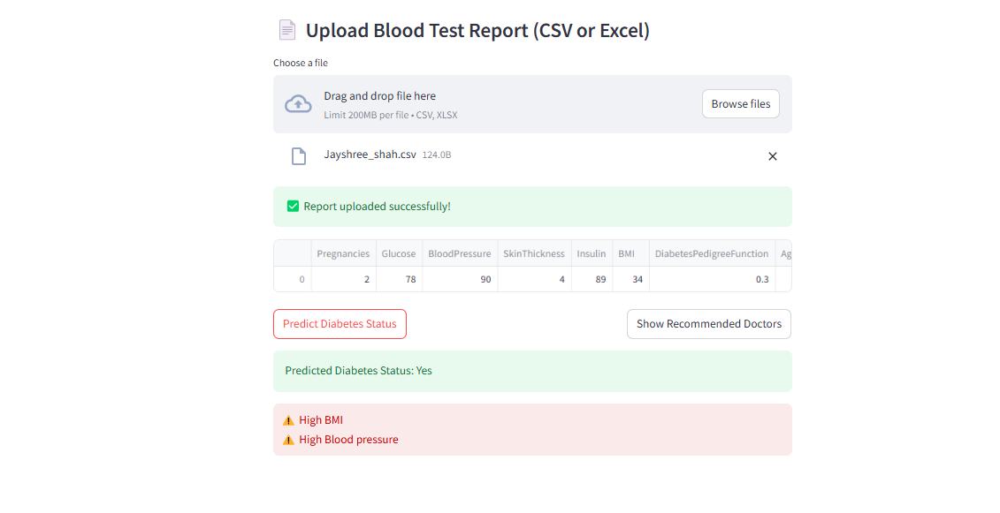 Upload Blood Test Report (CSV or Excel)
Choose a file
Drag and drop file here
Limit 200MB per file • CSV, XLSX
Browse files
Jayshree_shah.csv 124.0B
Report uploaded successfully!
Pregnancies Glucose BloodPressure SkinThickness Insulin BMI DiabetesPedigreeFunction Ag
0 2 78 90 4 89 34 0.3
Predict Diabetes Status Show Recommended Doctors
Predicted Diabetes Status: Yes
High BMI
High Blood pressure